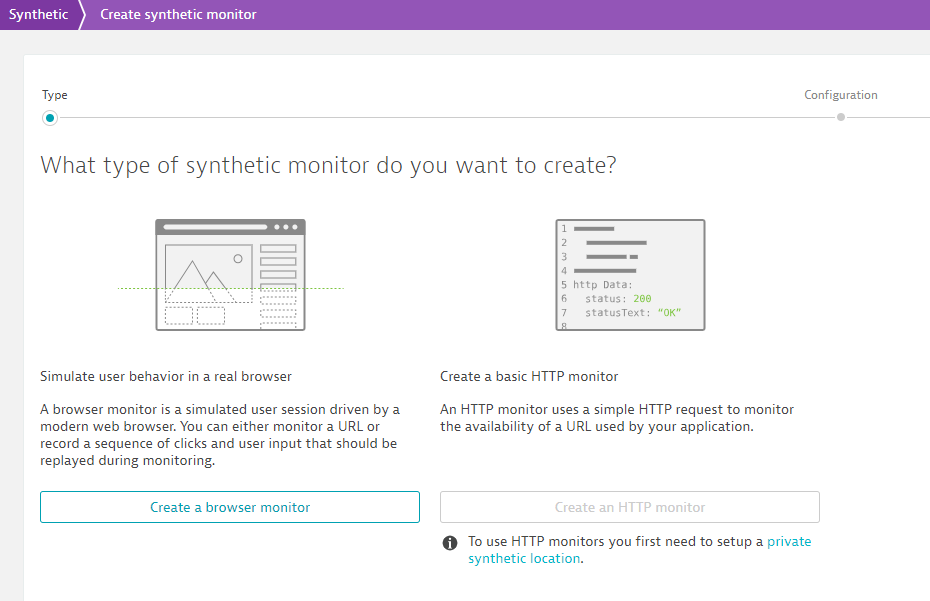 Synthetic
Create synthetic monitor
Type
Configuration
What type of synthetic monitor do you want to create?
1
2
3
4
5 http Data:
6 status: 200
7 statusText: "OK"
8
Simulate user behavior in a real browser
A browser monitor is a simulated user session driven by a
modern web browser. You can either monitor a URL or
record a sequence of clicks and user input that should be
replayed during monitoring.
Create a browser monitor
Create a basic HTTP monitor
An HTTP monitor uses a simple HTTP request to monitor
the availability of a URL used by your application.
Create an HTTP monitor
To use HTTP monitors you first need to setup a private
synthetic location.